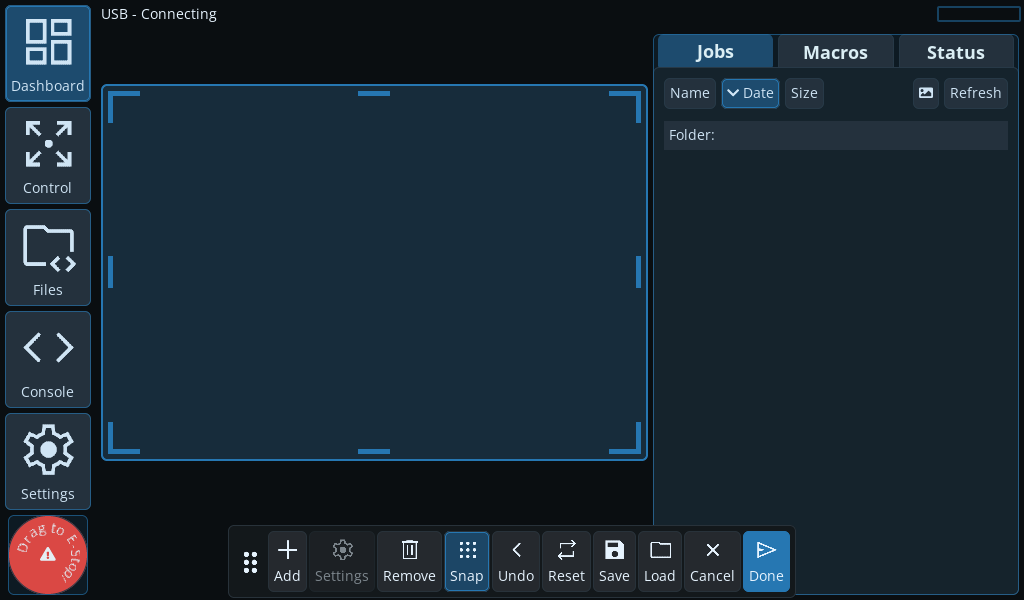 USB - Connecting
Dashboard
Control
Files
Console
Settings
Drag to E-Stop!
Jobs
Macros
Status
Name
Date
Size
Refresh
Folder:
Add
Settings
Remove
Snap
Undo
Reset
Save
Load
Cancel
Done